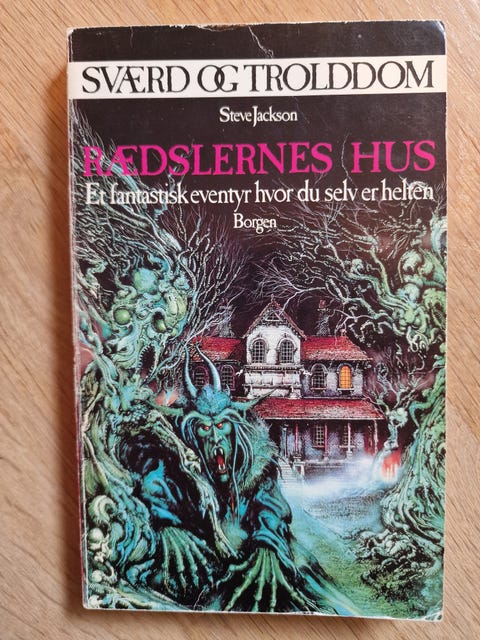 SVÆRD OG TROLDDOM
Steve Jackson
RÆDSLERNES HUS
Et fantastisk eventyr hvor du selv er helten
Borgen